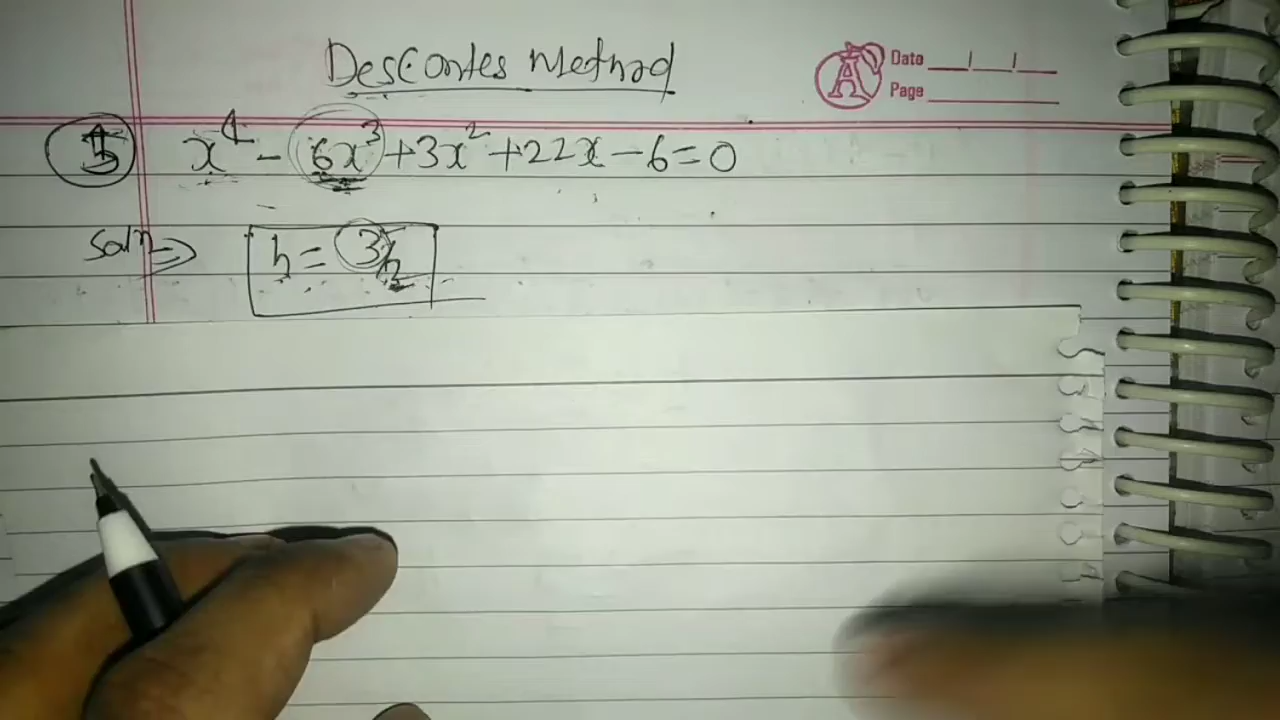 Descartes Method
Date
Page
5 x⁴ - 6x³ + 3x² + 22x - 6 = 0
Soln ⇒ h = 3/2